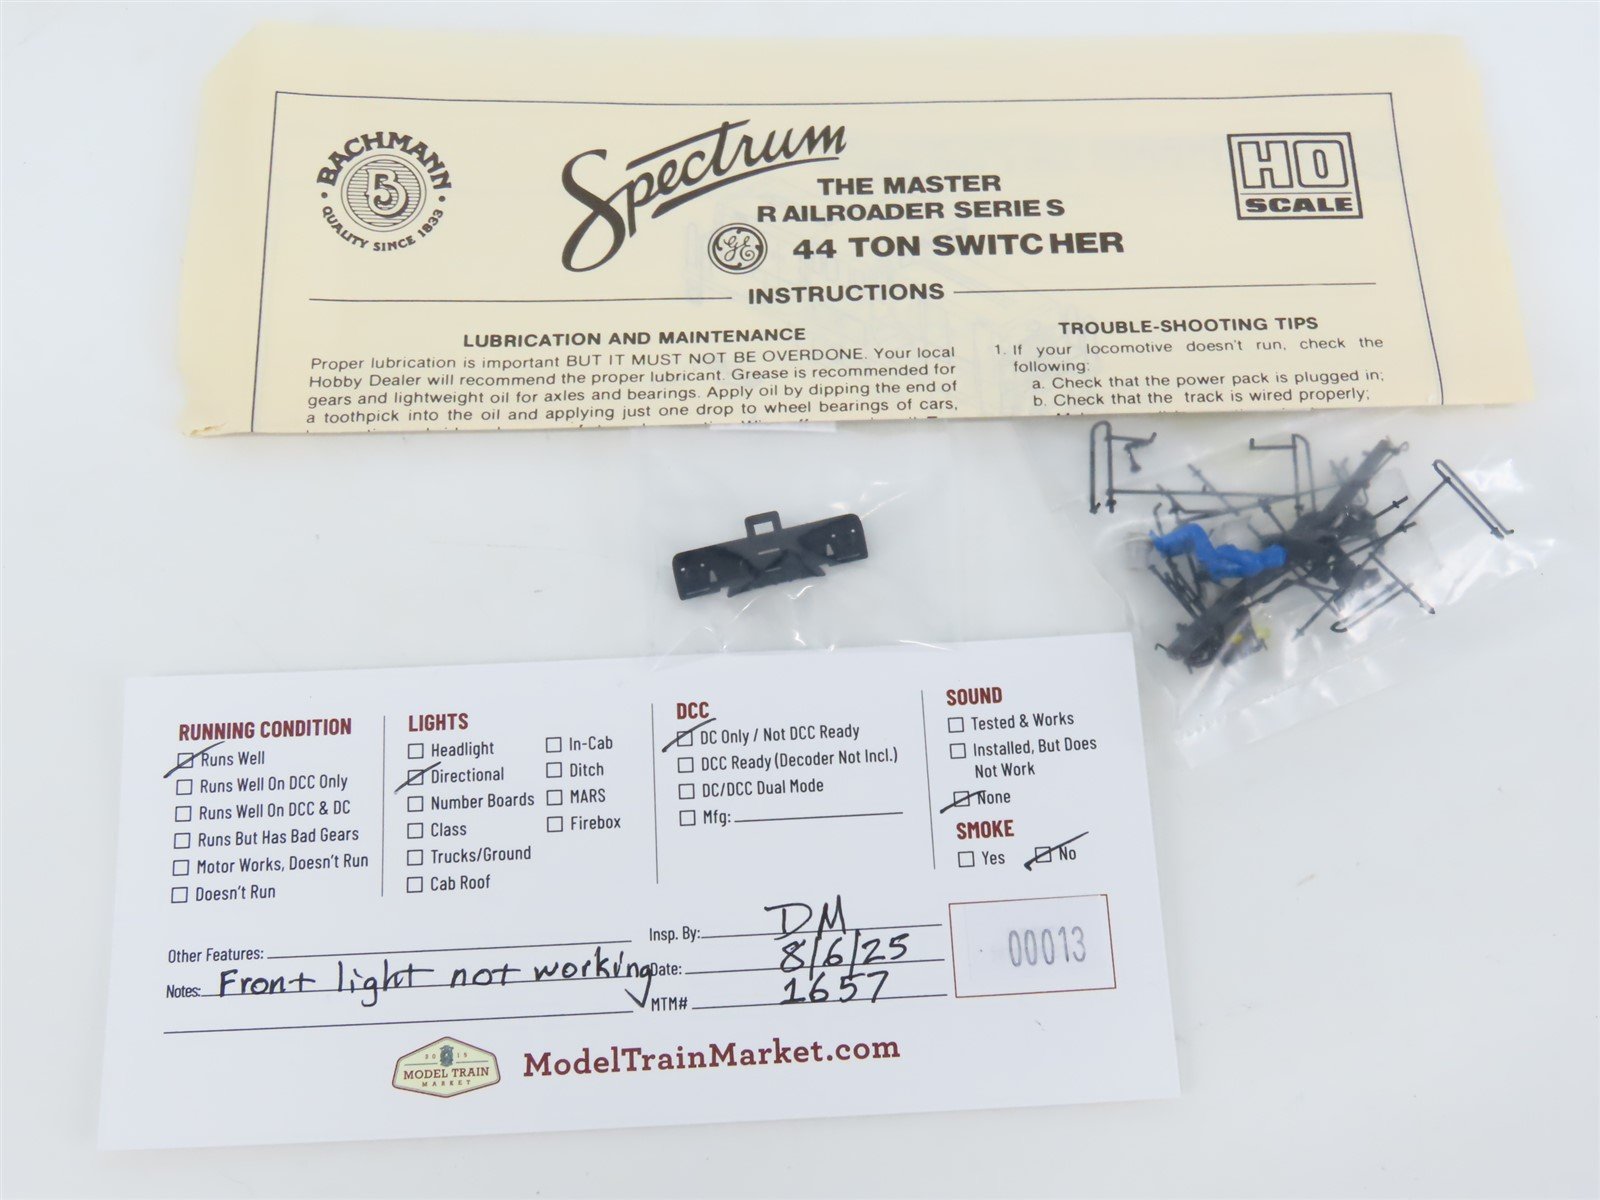 BACHMANN
B
QUALITY SINCE 1833
Spectrum
THE MASTER
RAILROADER SERIES
GE 44 TON SWITCHER
HO
SCALE
INSTRUCTIONS
LUBRICATION AND MAINTENANCE
Proper lubrication is important BUT IT MUST NOT BE OVERDONE. Your local
Hobby Dealer will recommend the proper lubricant. Grease is recommended for
gears and lightweight oil for axles and bearings. Apply oil by dipping the end of
a toothpick into the oil and applying just one drop to wheel bearings of cars,
TROUBLE-SHOOTING TIPS
1. If your locomotive doesn't run, check the
following:
a. Check that the power pack is plugged in;
b. Check that the track is wired properly;
RUNNING CONDITION
Runs Well
Runs Well On DCC Only
Runs Well On DCC & DC
Runs But Has Bad Gears
Motor Works, Doesn't Run
Doesn't Run
LIGHTS
Headlight
Directional
Number Boards
Class
Trucks/Ground
Cab Roof
In-Cab
Ditch
MARS
Firebox
DCC
DC Only / Not DCC Ready
DCC Ready (Decoder Not Incl.)
DC/DCC Dual Mode
Mfg:
SOUND
Tested & Works
Installed, But Does
Not Work
None
SMOKE
Yes No
Other Features:
Notes: Front light not working
Insp. By: DM
Date: 8/6/25
MTM# 1657
00013
2015
MODEL TRAIN
MARKET
ModelTrainMarket.com